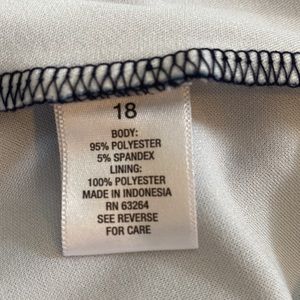 18
BODY:
95% POLYESTER
5% SPANDEX
LINING:
100% POLYESTER
MADE IN INDONESIA
RN 63264
SEE REVERSE
FOR CARE